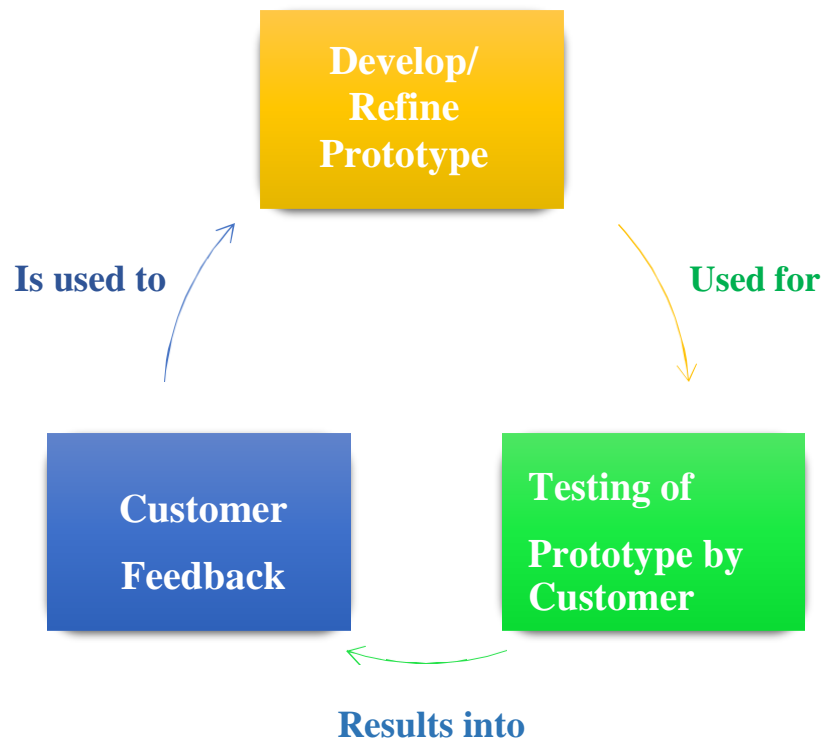 Develop/
Refine
Prototype
Is used to
Used for
Customer
Feedback
Testing of
Prototype by
Customer
Results into